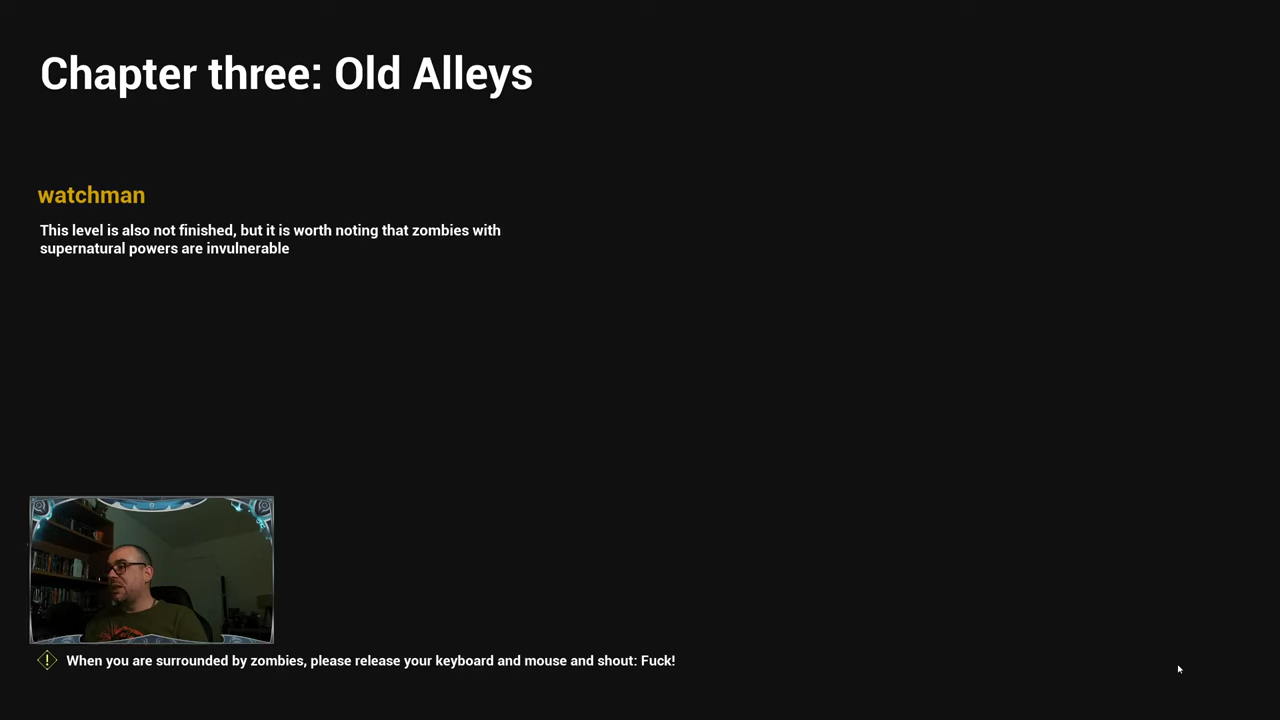 Chapter three: Old Alleys
watchman
This level is also not finished, but it is worth noting that zombies with
supernatural powers are invulnerable
When you are surrounded by zombies, please release your keyboard and mouse and shout: Fuck!